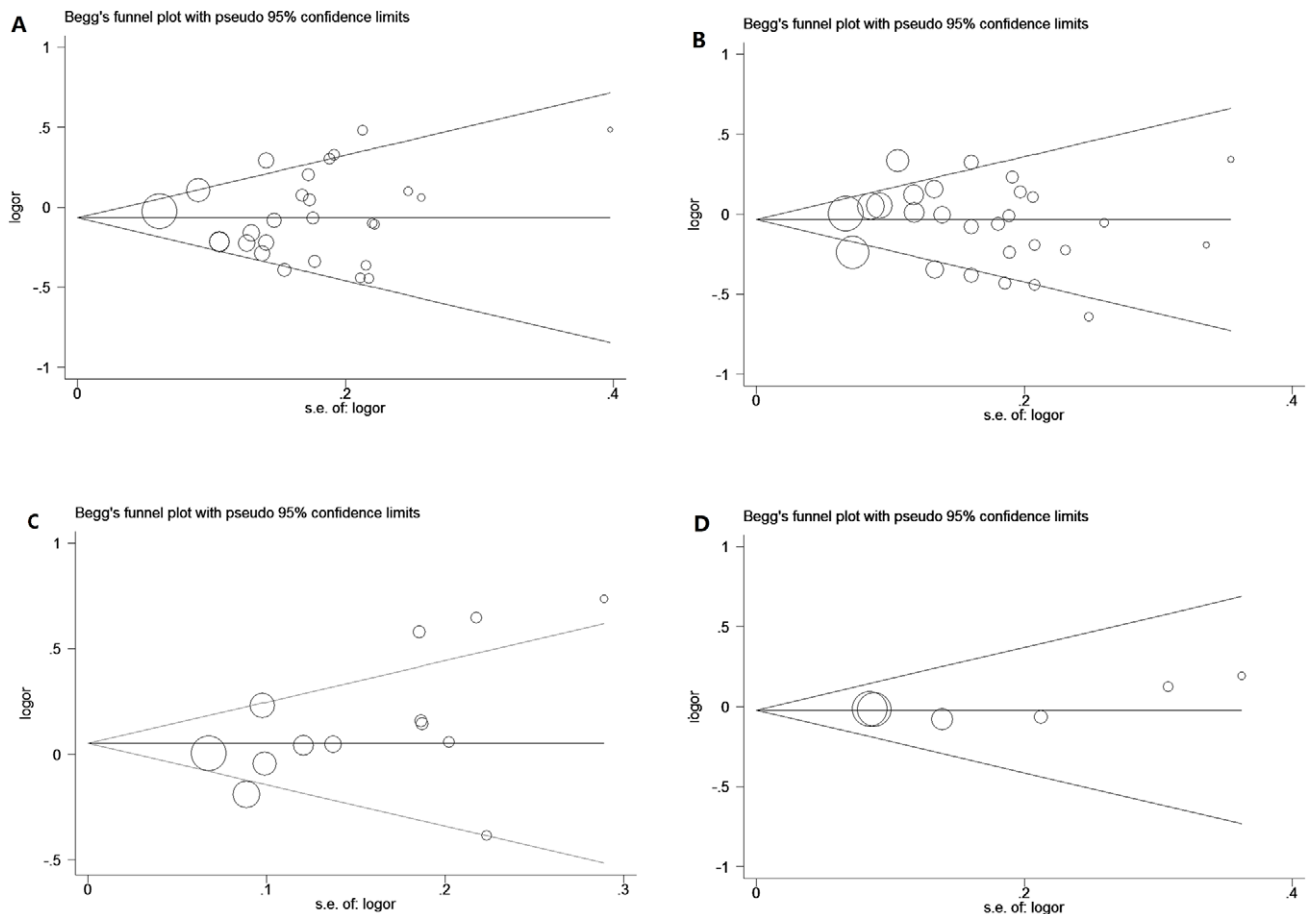 A
Begg's funnel plot with pseudo 95% confidence limits
1
.5
0
-.5
-1
logor
0
.2
.4
s.e. of: logor
B
Begg's funnel plot with pseudo 95% confidence limits
1
.5
0
-.5
-1
logor
0
.2
.4
s.e. of: logor
C
Begg's funnel plot with pseudo 95% confidence limits
1
.5
0
-.5
logor
0
.1
.2
.3
s.e. of: logor
D
Begg's funnel plot with pseudo 95% confidence limits
1
.5
0
-.5
-1
logor
0
.2
.4
s.e. of: logor